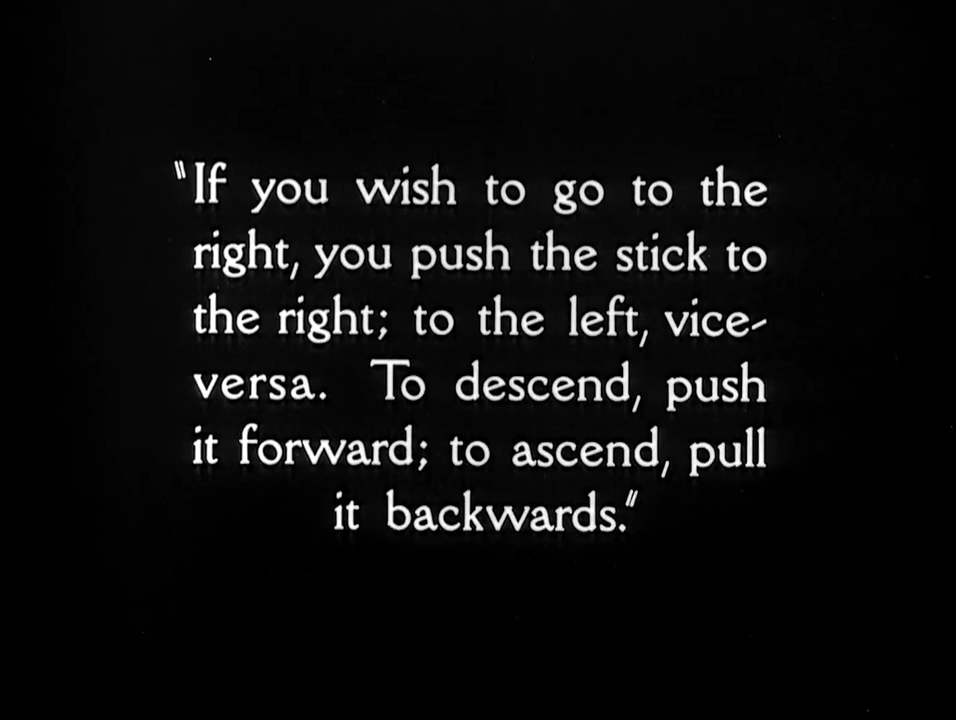 "If you wish to go to the
right, you push the stick to
the right; to the left, vice-
versa. To descend, push
it forward; to ascend, pull
it backwards."